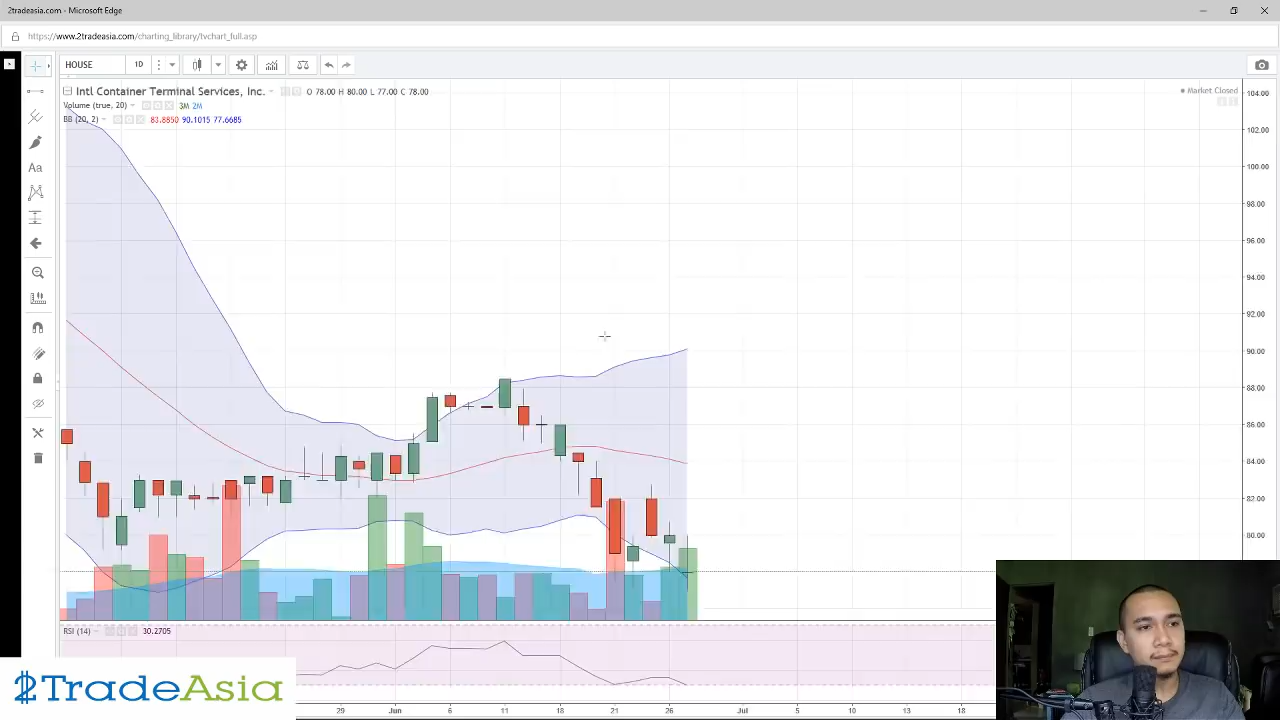 2tradeasia.com - Microsoft Edge
https://www.2tradeasia.com/charting_library/tvchart_full.asp
HOUSE 1D
Intl Container Terminal Services, Inc. O 78.00 H 80.00 L 77.00 C 78.00
Market Closed
Volume (true, 20) 3M 2M
BB (20, 2) 83.8850 90.1015 77.6685
Aa
104.00
102.00
100.00
98.00
96.00
94.00
92.00
90.00
88.00
86.00
84.00
82.00
80.00
RSI (14) 30.2705
2TradeAsia
29 Jun 6 11 18 21 26 Jul 5 10 13 18